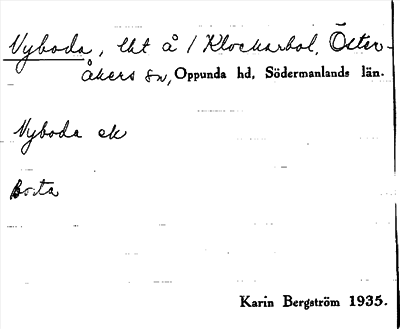 Nyboda, lht å 1 Klockarbol, Öster-
åkers sn, Oppunda hd, Södermanlands län.
Nyboda ek
Borta
Karin Bergström 1935.